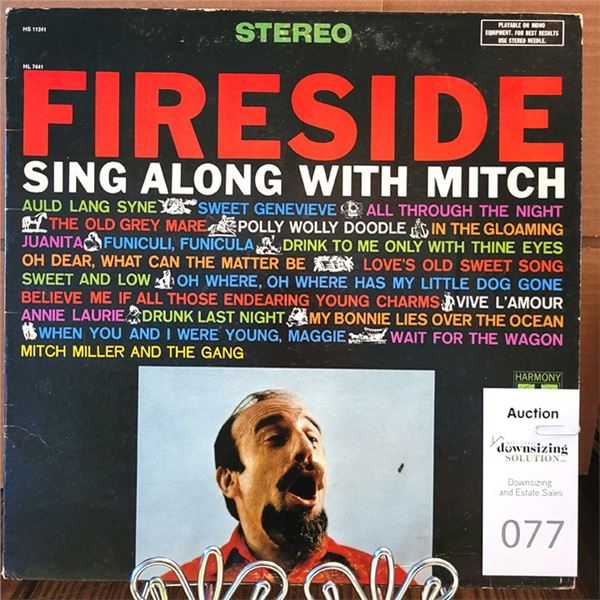 HS 11241
STEREO
PLAYABLE ON MONO
EQUIPMENT. FOR BEST RESULTS
USE STEREO NEEDLE.
HL 7441
FIRESIDE
SING ALONG WITH MITCH
AULD LANG SYNE SWEET GENEVIEVE ALL THROUGH THE NIGHT
THE OLD GREY MARE POLLY WOLLY DOODLE IN THE GLOAMING
JUANITA FUNICULI, FUNICULA DRINK TO ME ONLY WITH THINE EYES
OH DEAR, WHAT CAN THE MATTER BE LOVE'S OLD SWEET SONG
SWEET AND LOW OH WHERE, OH WHERE HAS MY LITTLE DOG GONE
BELIEVE ME IF ALL THOSE ENDEARING YOUNG CHARMS VIVE L'AMOUR
ANNIE LAURIE DRUNK LAST NIGHT MY BONNIE LIES OVER THE OCEAN
WHEN YOU AND I WERE YOUNG, MAGGIE WAIT FOR THE WAGON
MITCH MILLER AND THE GANG
HARMONY
Auction
downsizing
SOLUTION
Downsizing
and Estate Sales
077